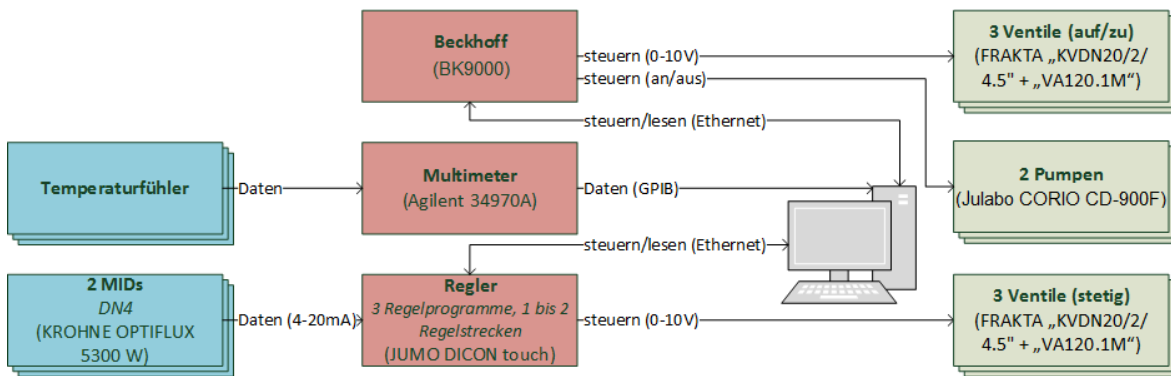 Beckhoff
(BK9000)
steuern (0-10V)
steuern (an/aus)
3 Ventile (auf/zu)
(FRAKTA „KVDN20/2/
4.5" + „VA120.1M“)
steuern/lesen (Ethernet)
Temperaturfühler
Daten
Multimeter
(Agilent 34970A)
Daten (GPIB)
2 Pumpen
(Julabo CORIO CD-900F)
steuern/lesen (Ethernet)
2 MIDs
DN4
(KROHNE OPTIFLUX
5300 W)
Daten (4-20mA)
Regler
3 Regelprogramme, 1 bis 2
Regelstrecken
(JUMO DICON touch)
steuern (0-10V)
3 Ventile (stetig)
(FRAKTA „KVDN20/2/
4.5" + „VA120.1M“)